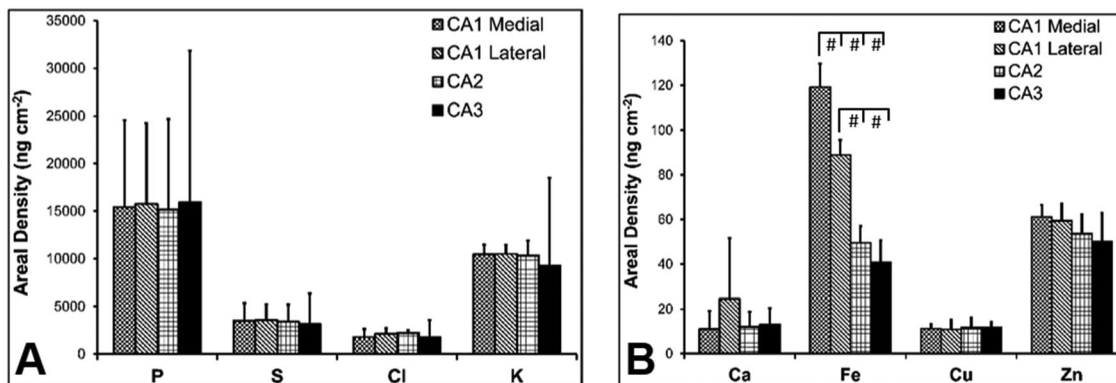 35000
30000
25000
20000
15000
10000
5000
0
Areal Density (ng cm⁻²)
CA1 Medial
CA1 Lateral
CA2
CA3
A
P S Cl K
140
120
100
80
60
40
20
0
Areal Density (ng cm⁻²)
# # #
# #
CA1 Medial
CA1 Lateral
CA2
CA3
B
Ca Fe Cu Zn